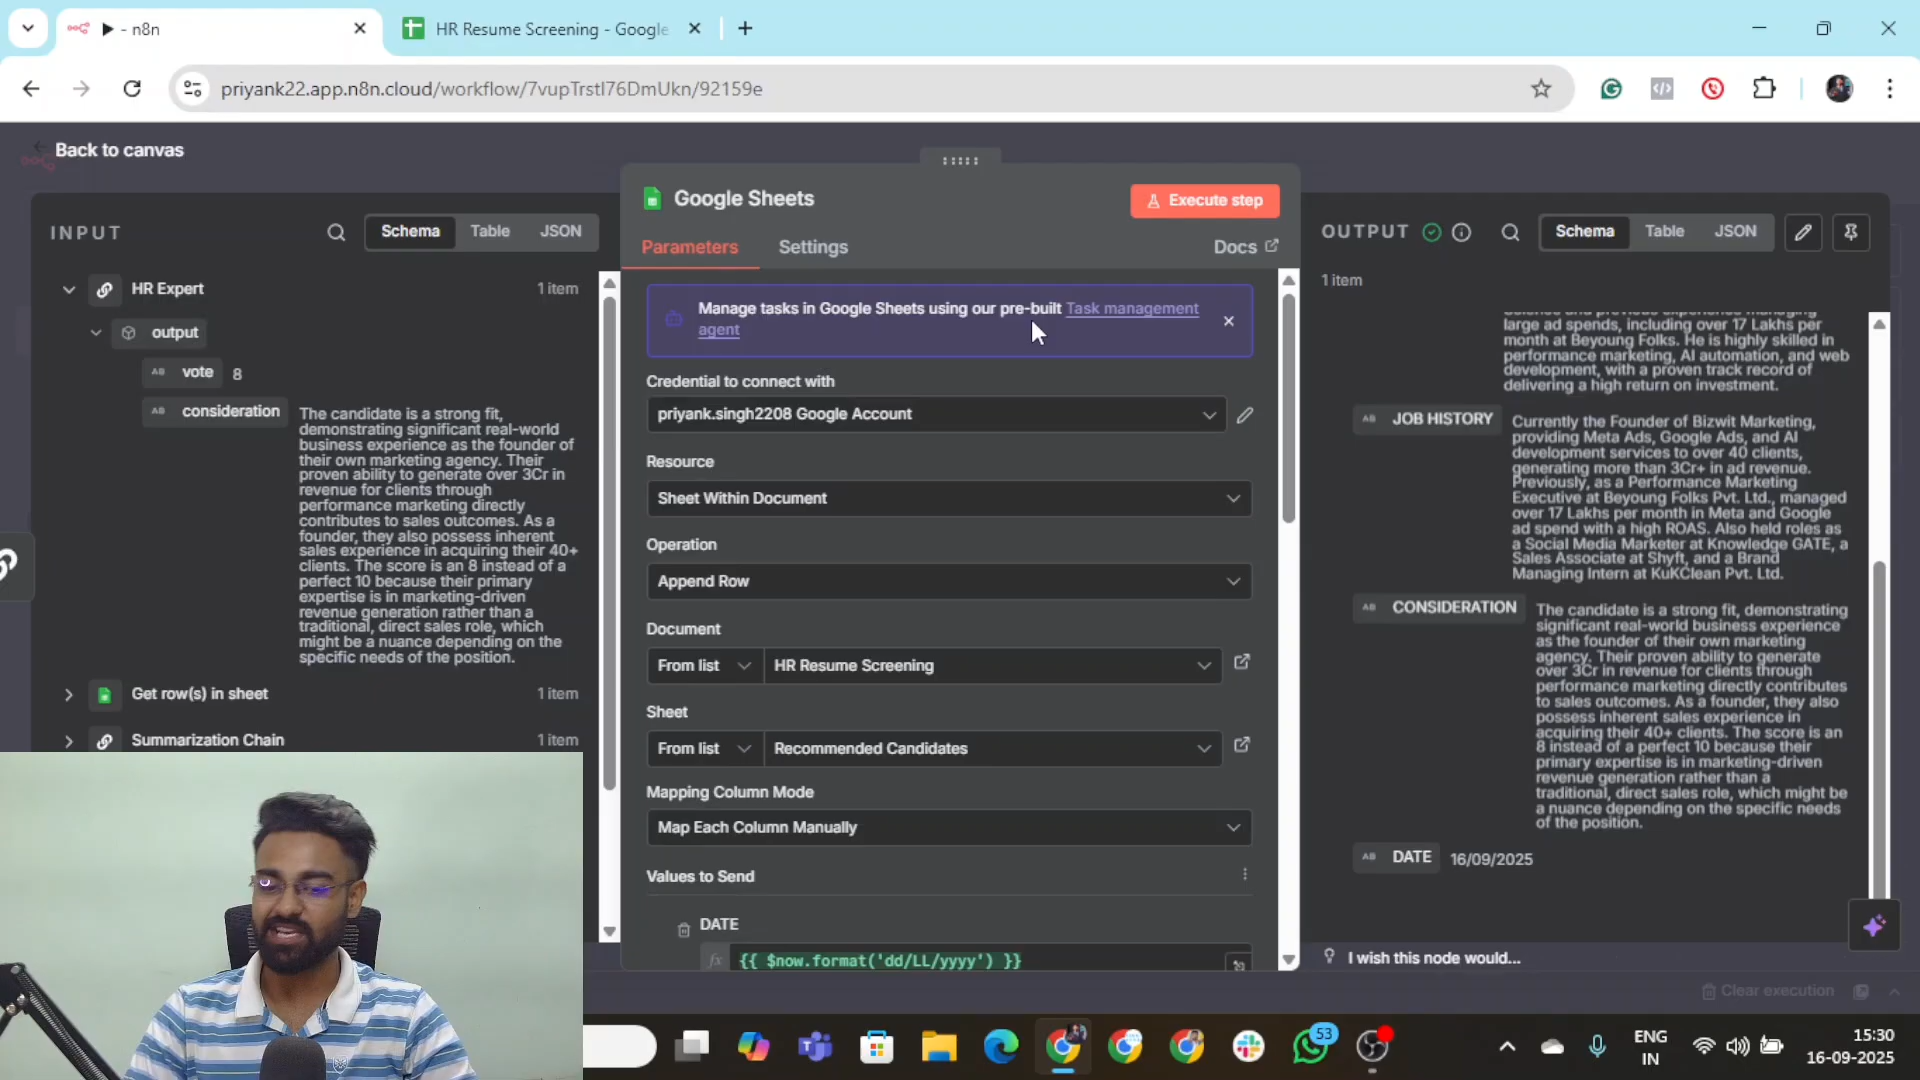 - n8n
HR Resume Screening - Google
priyank22.app.n8n.cloud/workflow/7vupTrstI76DmUkn/92159e
Back to canvas
INPUT
Schema
Table
JSON
HR Expert
1 item
output
vote
8
consideration
The candidate is a strong fit,
demonstrating significant real-world
business experience as the founder of
their own marketing agency. Their
proven ability to generate over 3Cr in
revenue for clients through
performance marketing directly
contributes to sales outcomes. As a
founder, they also possess inherent
sales experience in acquiring their 40+
clients. The score is an 8 instead of a
perfect 10 because their primary
expertise is in marketing-driven
revenue generation rather than a
traditional, direct sales role, which
might be a nuance depending on the
specific needs of the position.
Get row(s) in sheet
1 item
Summarization Chain
1 item
Google Sheets
Execute step
Parameters
Settings
Docs
Manage tasks in Google Sheets using our pre-built Task management
agent
Credential to connect with
priyank.singh2208 Google Account
Resource
Sheet Within Document
Operation
Append Row
Document
From list
HR Resume Screening
Sheet
From list
Recommended Candidates
Mapping Column Mode
Map Each Column Manually
Values to Send
DATE
fx
{{ $now.format('dd/LL/yyyy') }}
OUTPUT
Schema
Table
JSON
1 item
large ad spends, including over 17 Lakhs per
month at Beyoung Folks. He is highly skilled in
performance marketing, AI automation, and web
development, with a proven track record of
delivering a high return on investment.
JOB HISTORY
Currently the Founder of Bizwit Marketing,
providing Meta Ads, Google Ads, and AI
development services to over 40 clients,
generating more than 3Cr+ in ad revenue.
Previously, as a Performance Marketing
Executive at Beyoung Folks Pvt. Ltd., managed
over 17 Lakhs per month in Meta and Google
ad spend with a high ROAS. Also held roles as
a Social Media Marketer at Knowledge GATE, a
Sales Associate at Shyft, and a Brand
Managing Intern at KuKClean Pvt. Ltd.
CONSIDERATION
The candidate is a strong fit, demonstrating
significant real-world business experience
as the founder of their own marketing
agency. Their proven ability to generate
over 3Cr in revenue for clients through
performance marketing directly contributes
to sales outcomes. As a founder, they also
possess inherent sales experience in
acquiring their 40+ clients. The score is an
8 instead of a perfect 10 because their
primary expertise is in marketing-driven
revenue generation rather than a
traditional, direct sales role, which might be
a nuance depending on the specific needs
of the position.
DATE
16/09/2025
I wish this node would...
Clear execution
53
ENG
IN
15:30
16-09-2025